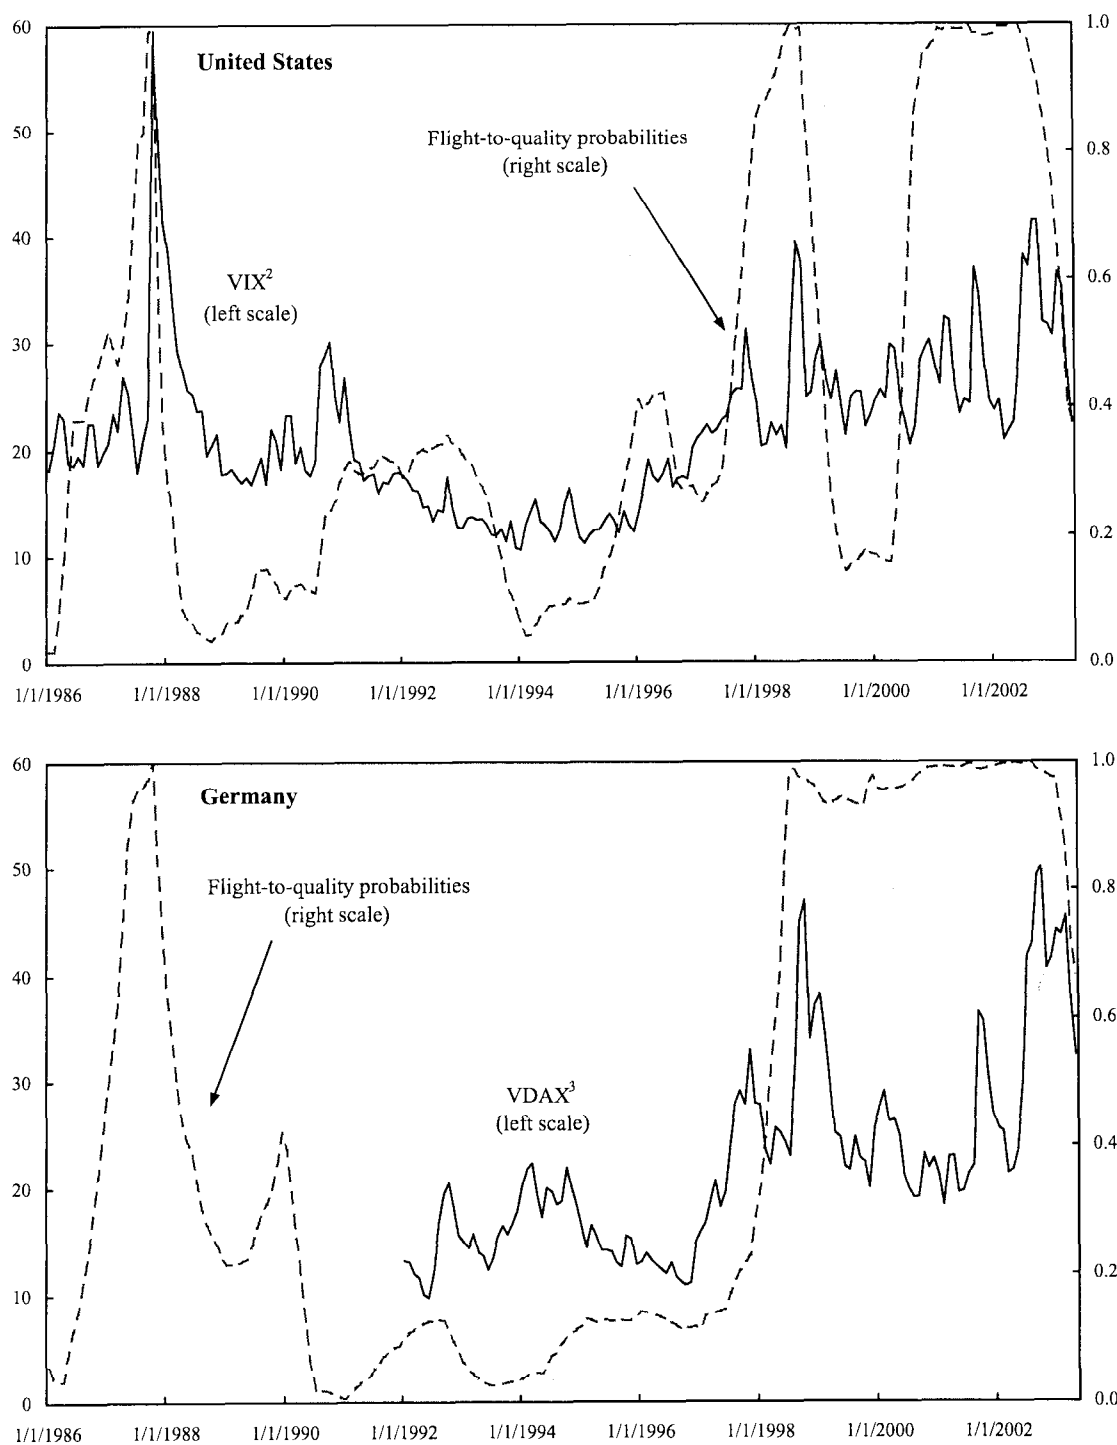 60
1.0
United States
50
Flight-to-quality probabilities
(right scale)
0.8
40
VIX2
(left scale)
0.6
30
0.4
20
0.2
10
0
0.0
1/1/1986 1/1/1988 1/1/1990 1/1/1992 1/1/1994 1/1/1996 1/1/1998 1/1/2000 1/1/2002
60
1.0
Germany
50
Flight-to-quality probabilities
(right scale)
0.8
40
0.6
30
VDAX3
(left scale)
0.4
20
0.2
10
0
0.0
1/1/1986 1/1/1988 1/1/1990 1/1/1992 1/1/1994 1/1/1996 1/1/1998 1/1/2000 1/1/2002